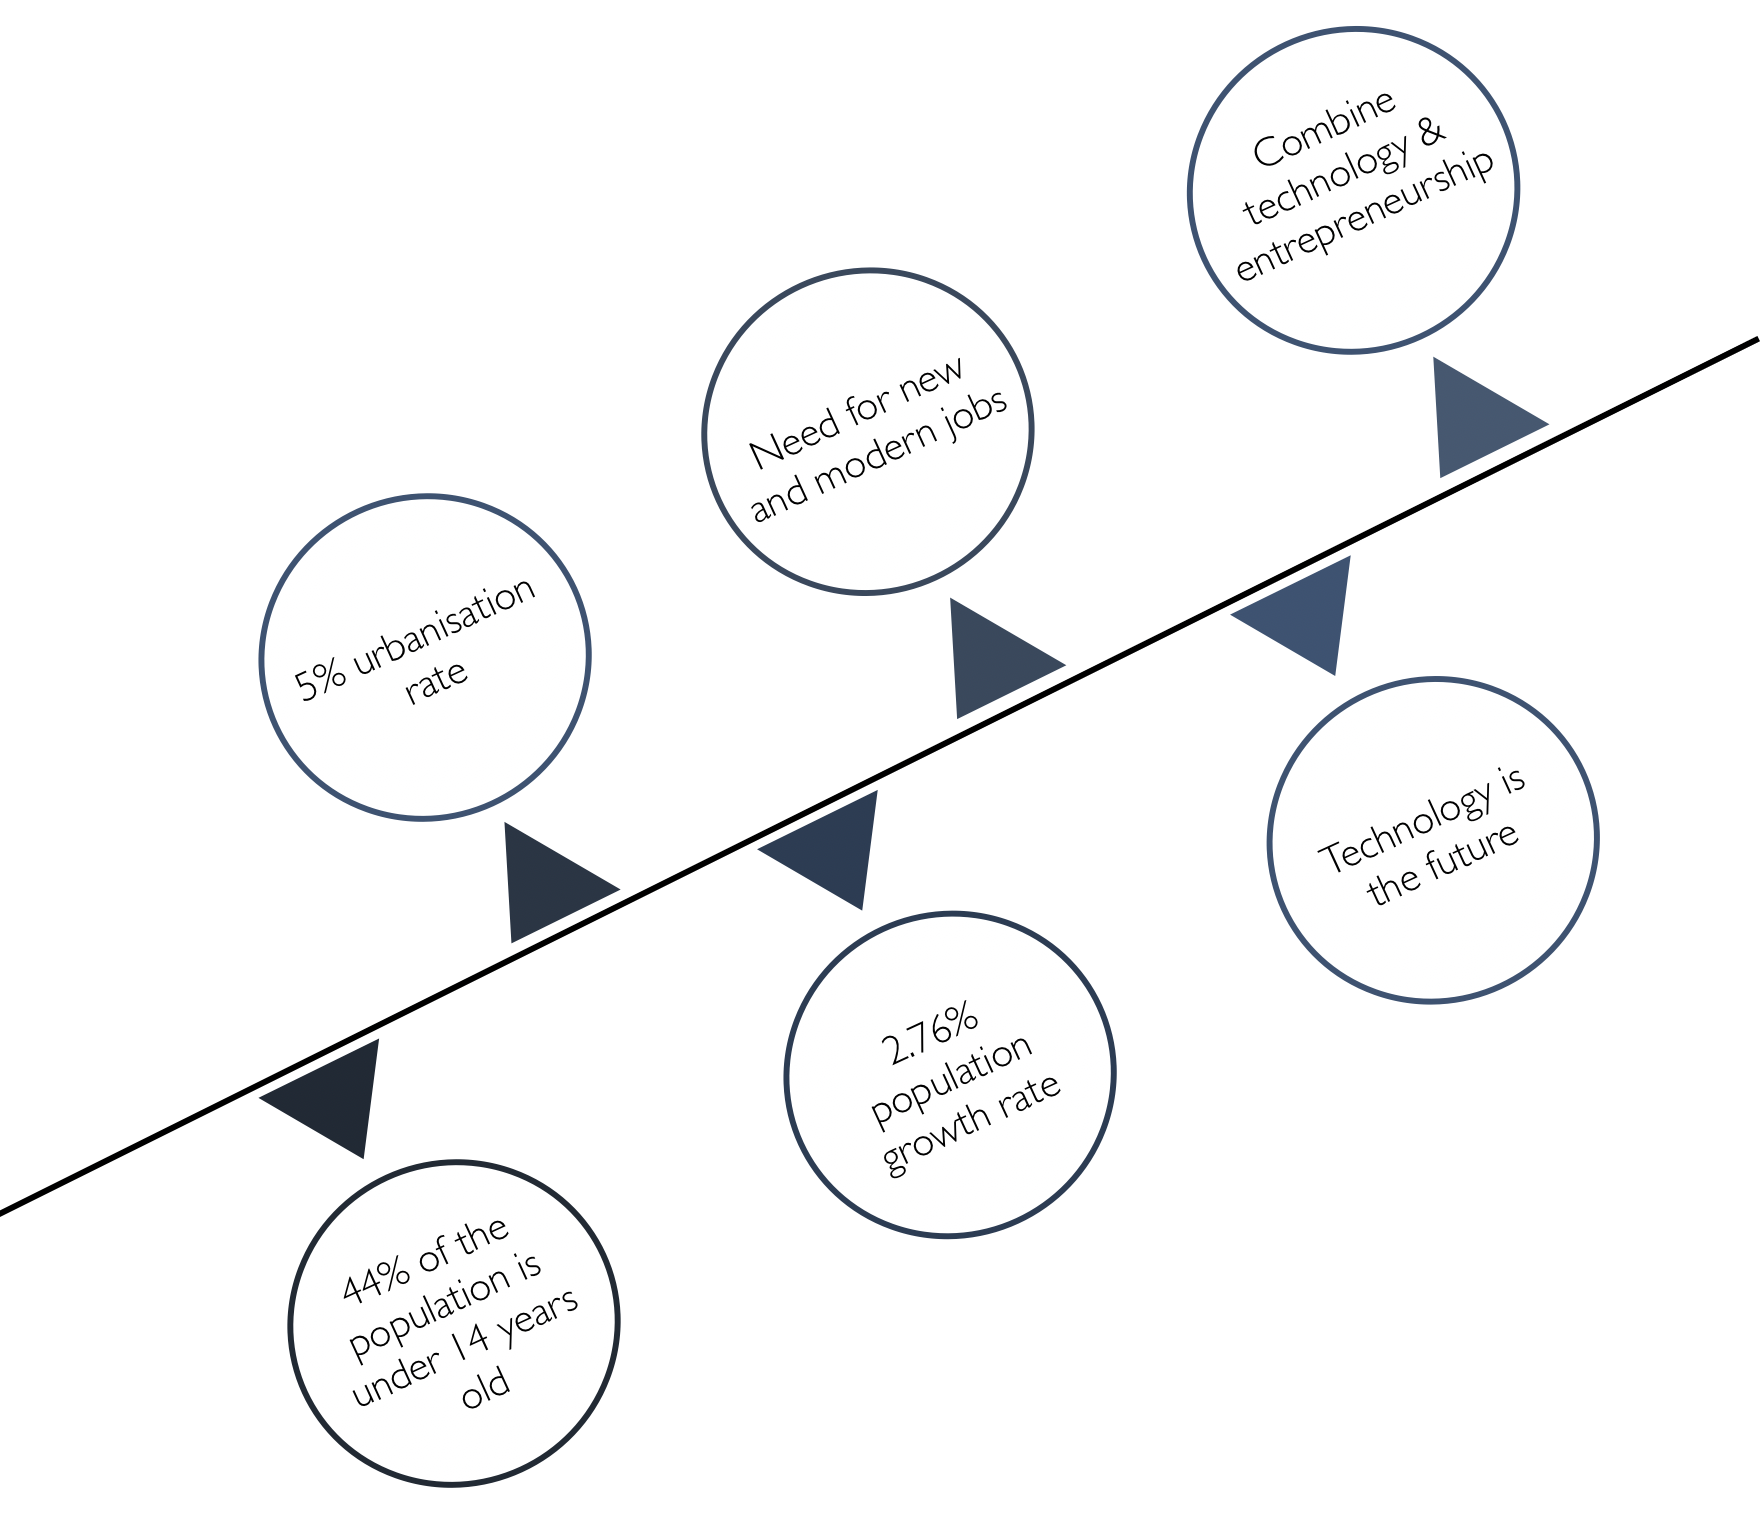 Combine
technology &
entrepreneurship
Need for new
and modern jobs
5% urbanisation
rate
Technology is
the future
2.76%
population
growth rate
44% of the
population is
under 14 years
old